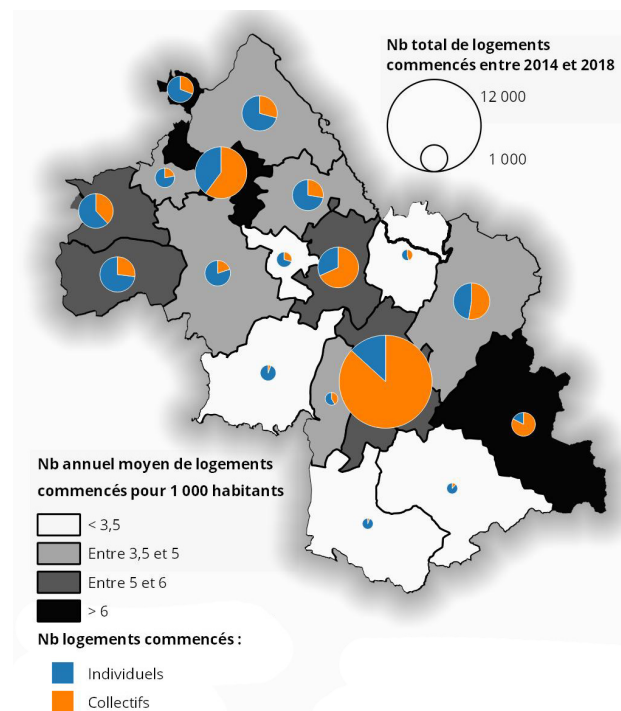 Nb total de logements
commencés entre 2014 et 2018
12 000
1 000
Nb annuel moyen de logements
commencés pour 1 000 habitants
< 3,5
Entre 3,5 et 5
Entre 5 et 6
> 6
Nb logements commencés :
Individuels
Collectifs